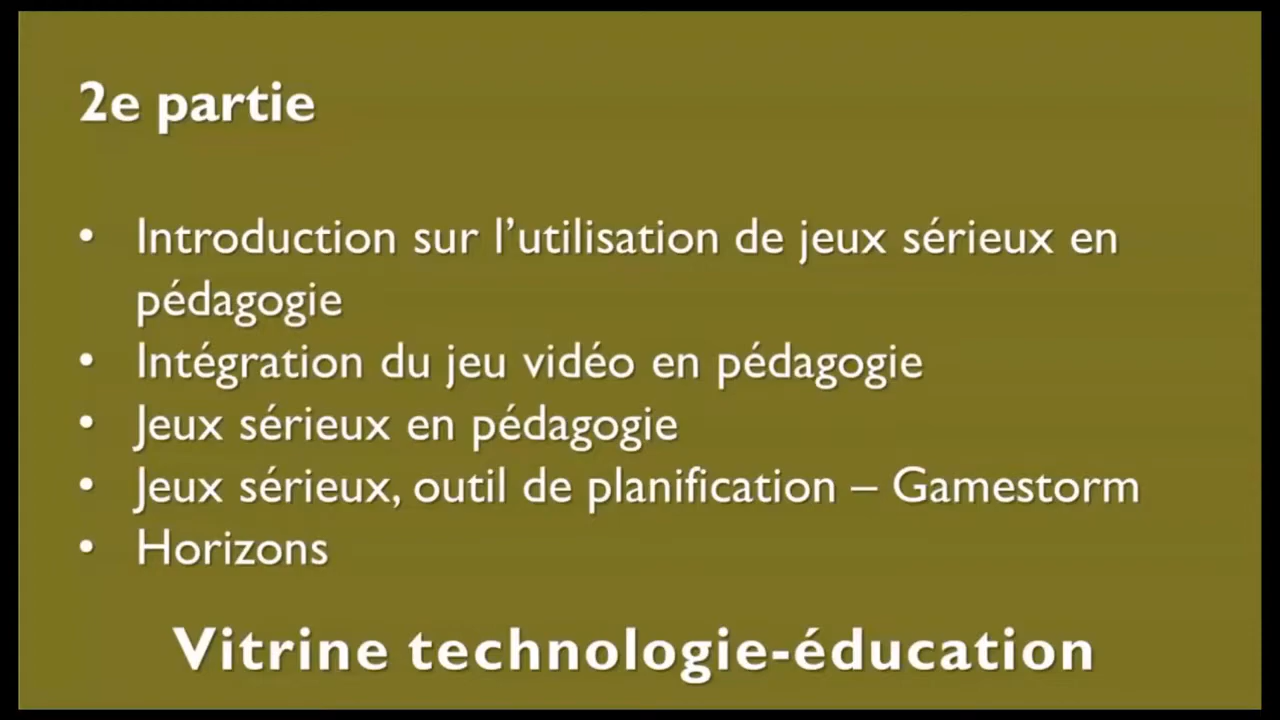 2e partie
• Introduction sur l’utilisation de jeux sérieux en
pédagogie
• Intégration du jeu vidéo en pédagogie
• Jeux sérieux en pédagogie
• Jeux sérieux, outil de planification – Gamestorm
• Horizons
Vitrine technologie-éducation